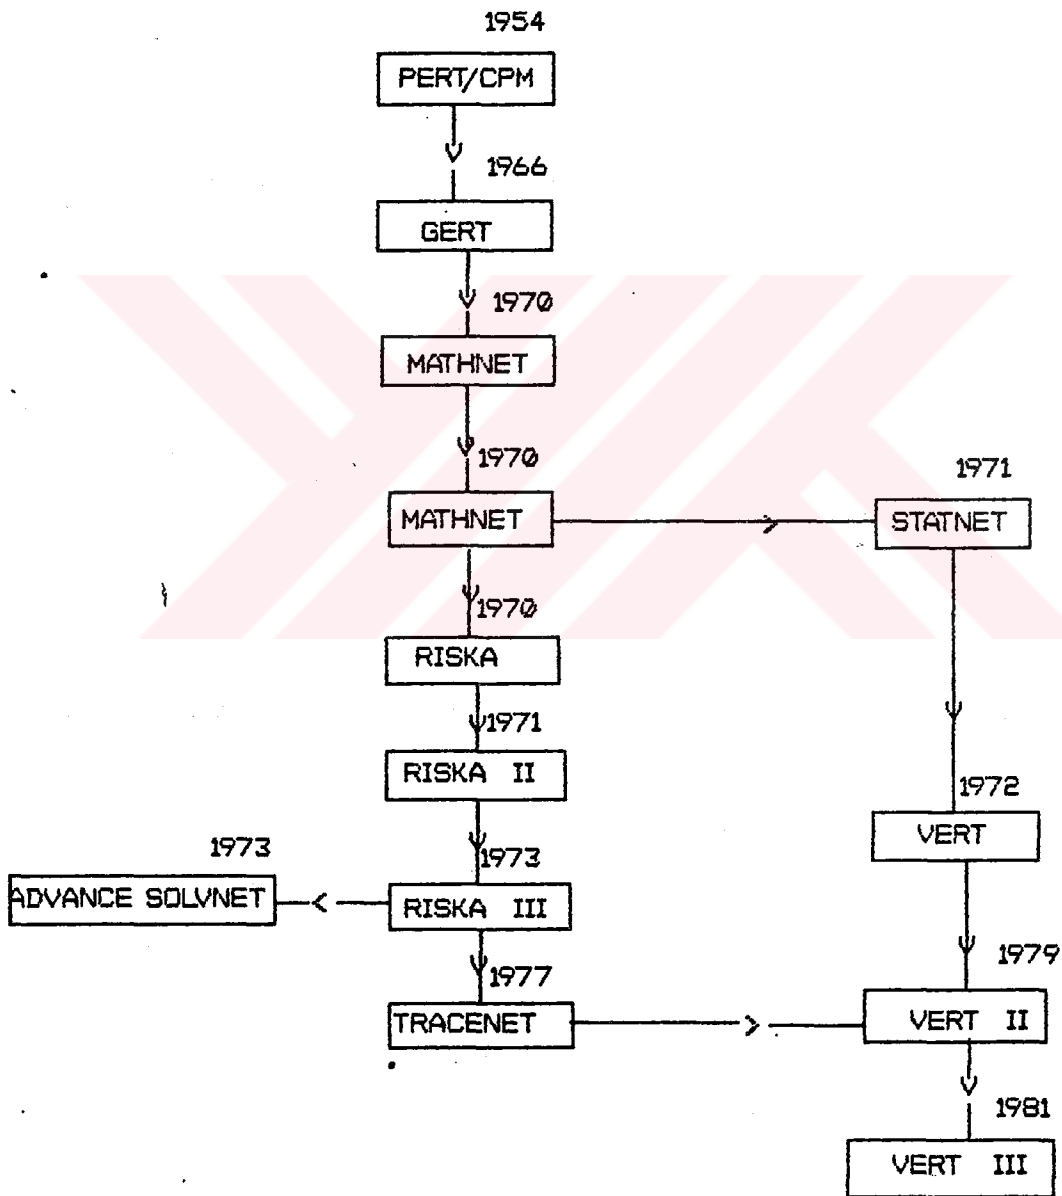 1954
PERT/CPM
1966
GERT
1970
MATHNET
1970
MATHNET
1971
STATNET
1970
RISKA
1971
RISKA II
1972
VERT
1973
ADVANCE SOLVNET
1973
RISKA III
1979
VERT II
1977
TRACENET
1981
VERT III